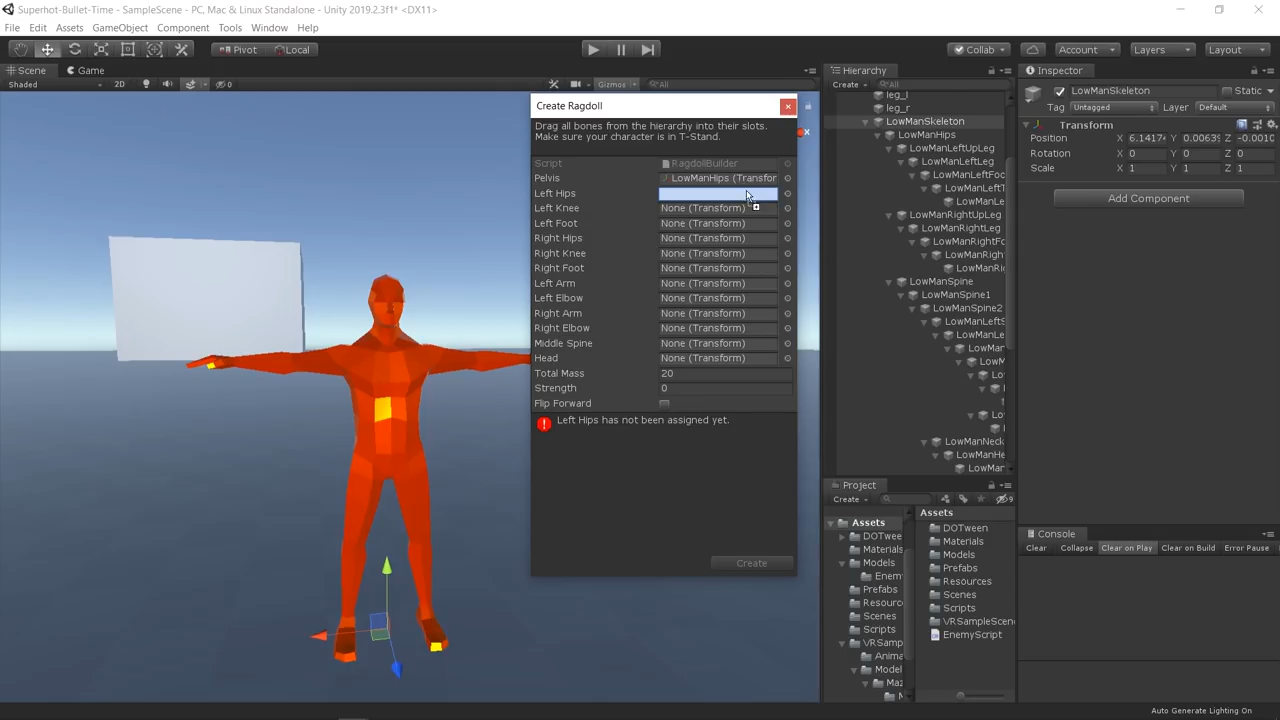 Superhot-Bullet-Time - SampleScene - PC, Mac & Linux Standalone - Unity 2019.2.3f1* <DX11>
File Edit Assets GameObject Component Tools Window Help
Pivot Local
Collab
Account
Layers
Layout
Scene Game
Shaded 2D 0 Gizmos All
Create Ragdoll
Drag all bones from the hierarchy into their slots.
Make sure your character is in T-Stand.
Script RagdollBuilder
Pelvis LowManHips (Transfor
Left Hips
Left Knee None (Transform)
Left Foot None (Transform)
Right Hips None (Transform)
Right Knee None (Transform)
Right Foot None (Transform)
Left Arm None (Transform)
Left Elbow None (Transform)
Right Arm None (Transform)
Right Elbow None (Transform)
Middle Spine None (Transform)
Head None (Transform)
Total Mass 20
Strength 0
Flip Forward
Left Hips has not been assigned yet.
Create
Hierarchy
Create All
leg_l
leg_r
LowManSkeleton
LowManHips
LowManLeftUpLeg
LowManLeftLeg
LowManLeftFoo
LowManLeftT
LowManLe
LowManRightUpLeg
LowManRightLeg
LowManRightFo
LowManRigh
LowManRi
LowManSpine
LowManSpine1
LowManSpine2
LowManLeftS
LowManLe
LowMan
LowM
Lo
Lo
LowManNeck
LowManHe
LowMan
Project
Create 9
Assets
DOTwee
Materials
Models
Enem
Prefabs
Resourc
Scenes
Scripts
VRSamp
Anima
Model
Maz
Assets
DOTween
Materials
Models
Prefabs
Resources
Scenes
Scripts
VRSampleScen
EnemyScript
Inspector
LowManSkeleton Static
Tag Untagged Layer Default
Transform
Position X 6.1417 Y 0.0063 Z -0.0010
Rotation X 0 Y 0 Z 0
Scale X 1 Y 1 Z 1
Add Component
Console
Clear Collapse Clear on Play Clear on Build Error Pause
Auto Generate Lighting On